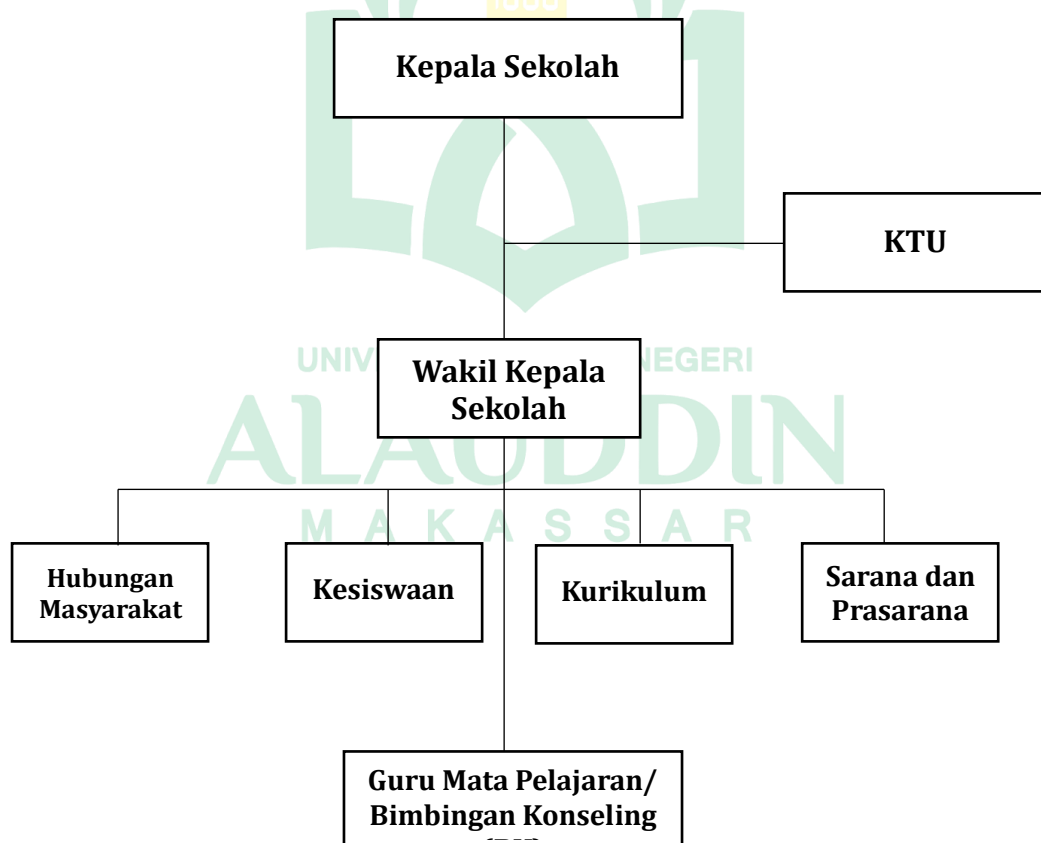 Kepala Sekolah
KTU
UNIV
NEGERI
Wakil Kepala
Sekolah
ALAUDDIN
MAKASSAR
Hubungan
Masyarakat
Kesiswaan
Kurikulum
Sarana dan
Prasarana
Guru Mata Pelajaran/
Bimbingan Konseling